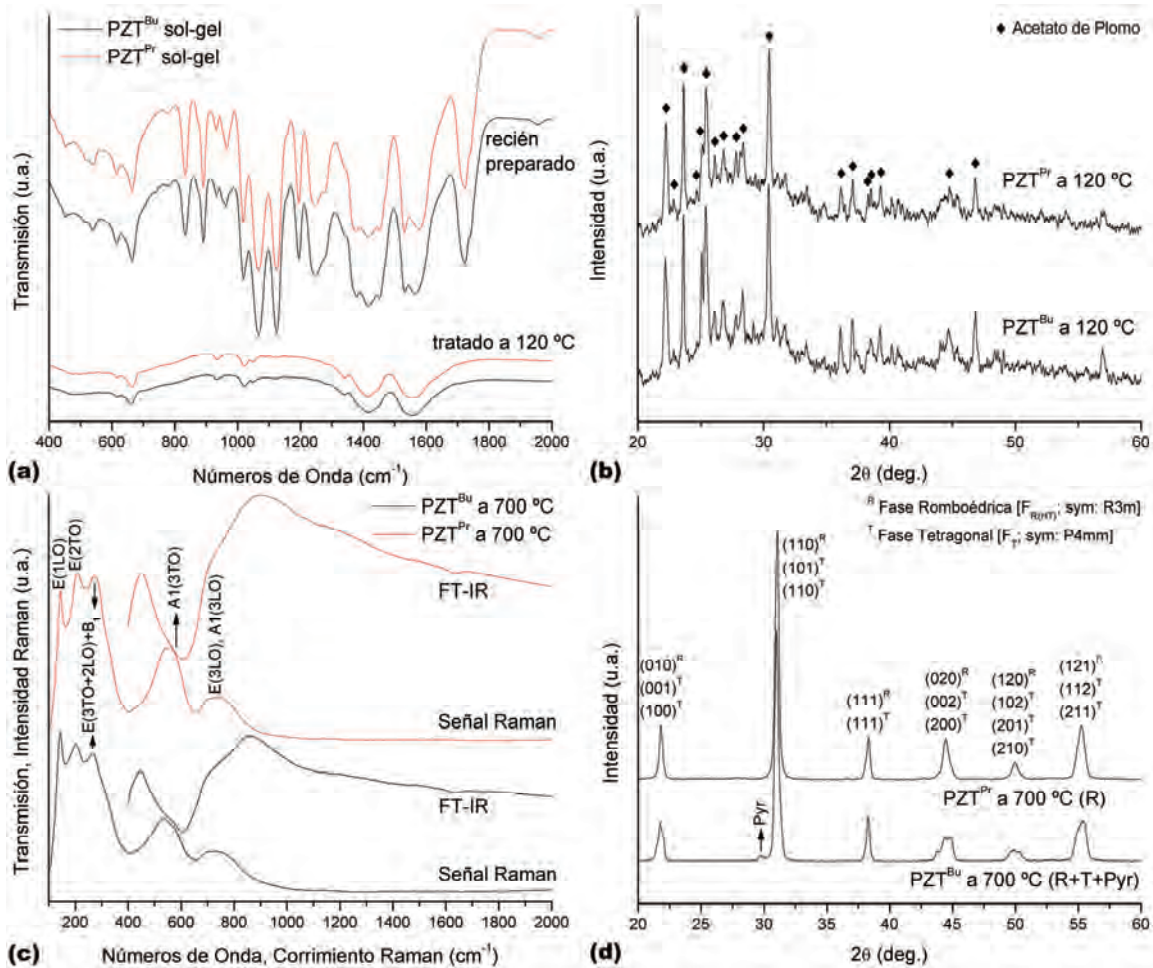 PZT^Bu sol-gel
PZT^Pr sol-gel
recién
preparado
tratado a 120 ºC
Transmisión (u.a.)
400 600 800 1000 1200 1400 1600 1800 2000
(a)
Números de Onda (cm⁻¹)
♦ Acetato de Plomo
PZT^Pr a 120 ºC
PZT^Bu a 120 ºC
Intensidad (u.a.)
20 30 40 50 60
(b)
2θ (deg.)
PZT^Bu a 700 ºC
PZT^Pr a 700 ºC
E(1LO)
E(2TO)
E(3TO+2LO)+B₁
A1(3TO)
E(3LO), A1(3LO)
FT-IR
Señal Raman
FT-IR
Señal Raman
Transmisión, Intensidad Raman (u.a.)
200 400 600 800 1000 1200 1400 1600 1800 2000
(c)
Números de Onda, Corrimiento Raman (cm⁻¹)
^R Fase Romboédrica [F_R(HT); sym: R3m]
^T Fase Tetragonal [F_T; sym: P4mm]
(010)^R
(001)^T
(100)^T
(110)^R
(101)^T
(110)^T
(111)^R
(111)^T
(020)^R
(002)^T
(200)^T
(120)^R
(102)^T
(201)^T
(210)^T
(121)^R
(112)^T
(211)^T
PZT^Pr a 700 ºC (R)
Pyr
PZT^Bu a 700 ºC (R+T+Pyr)
Intensidad (u.a.)
20 25 30 35 40 45 50 55 60
(d)
2θ (deg.)